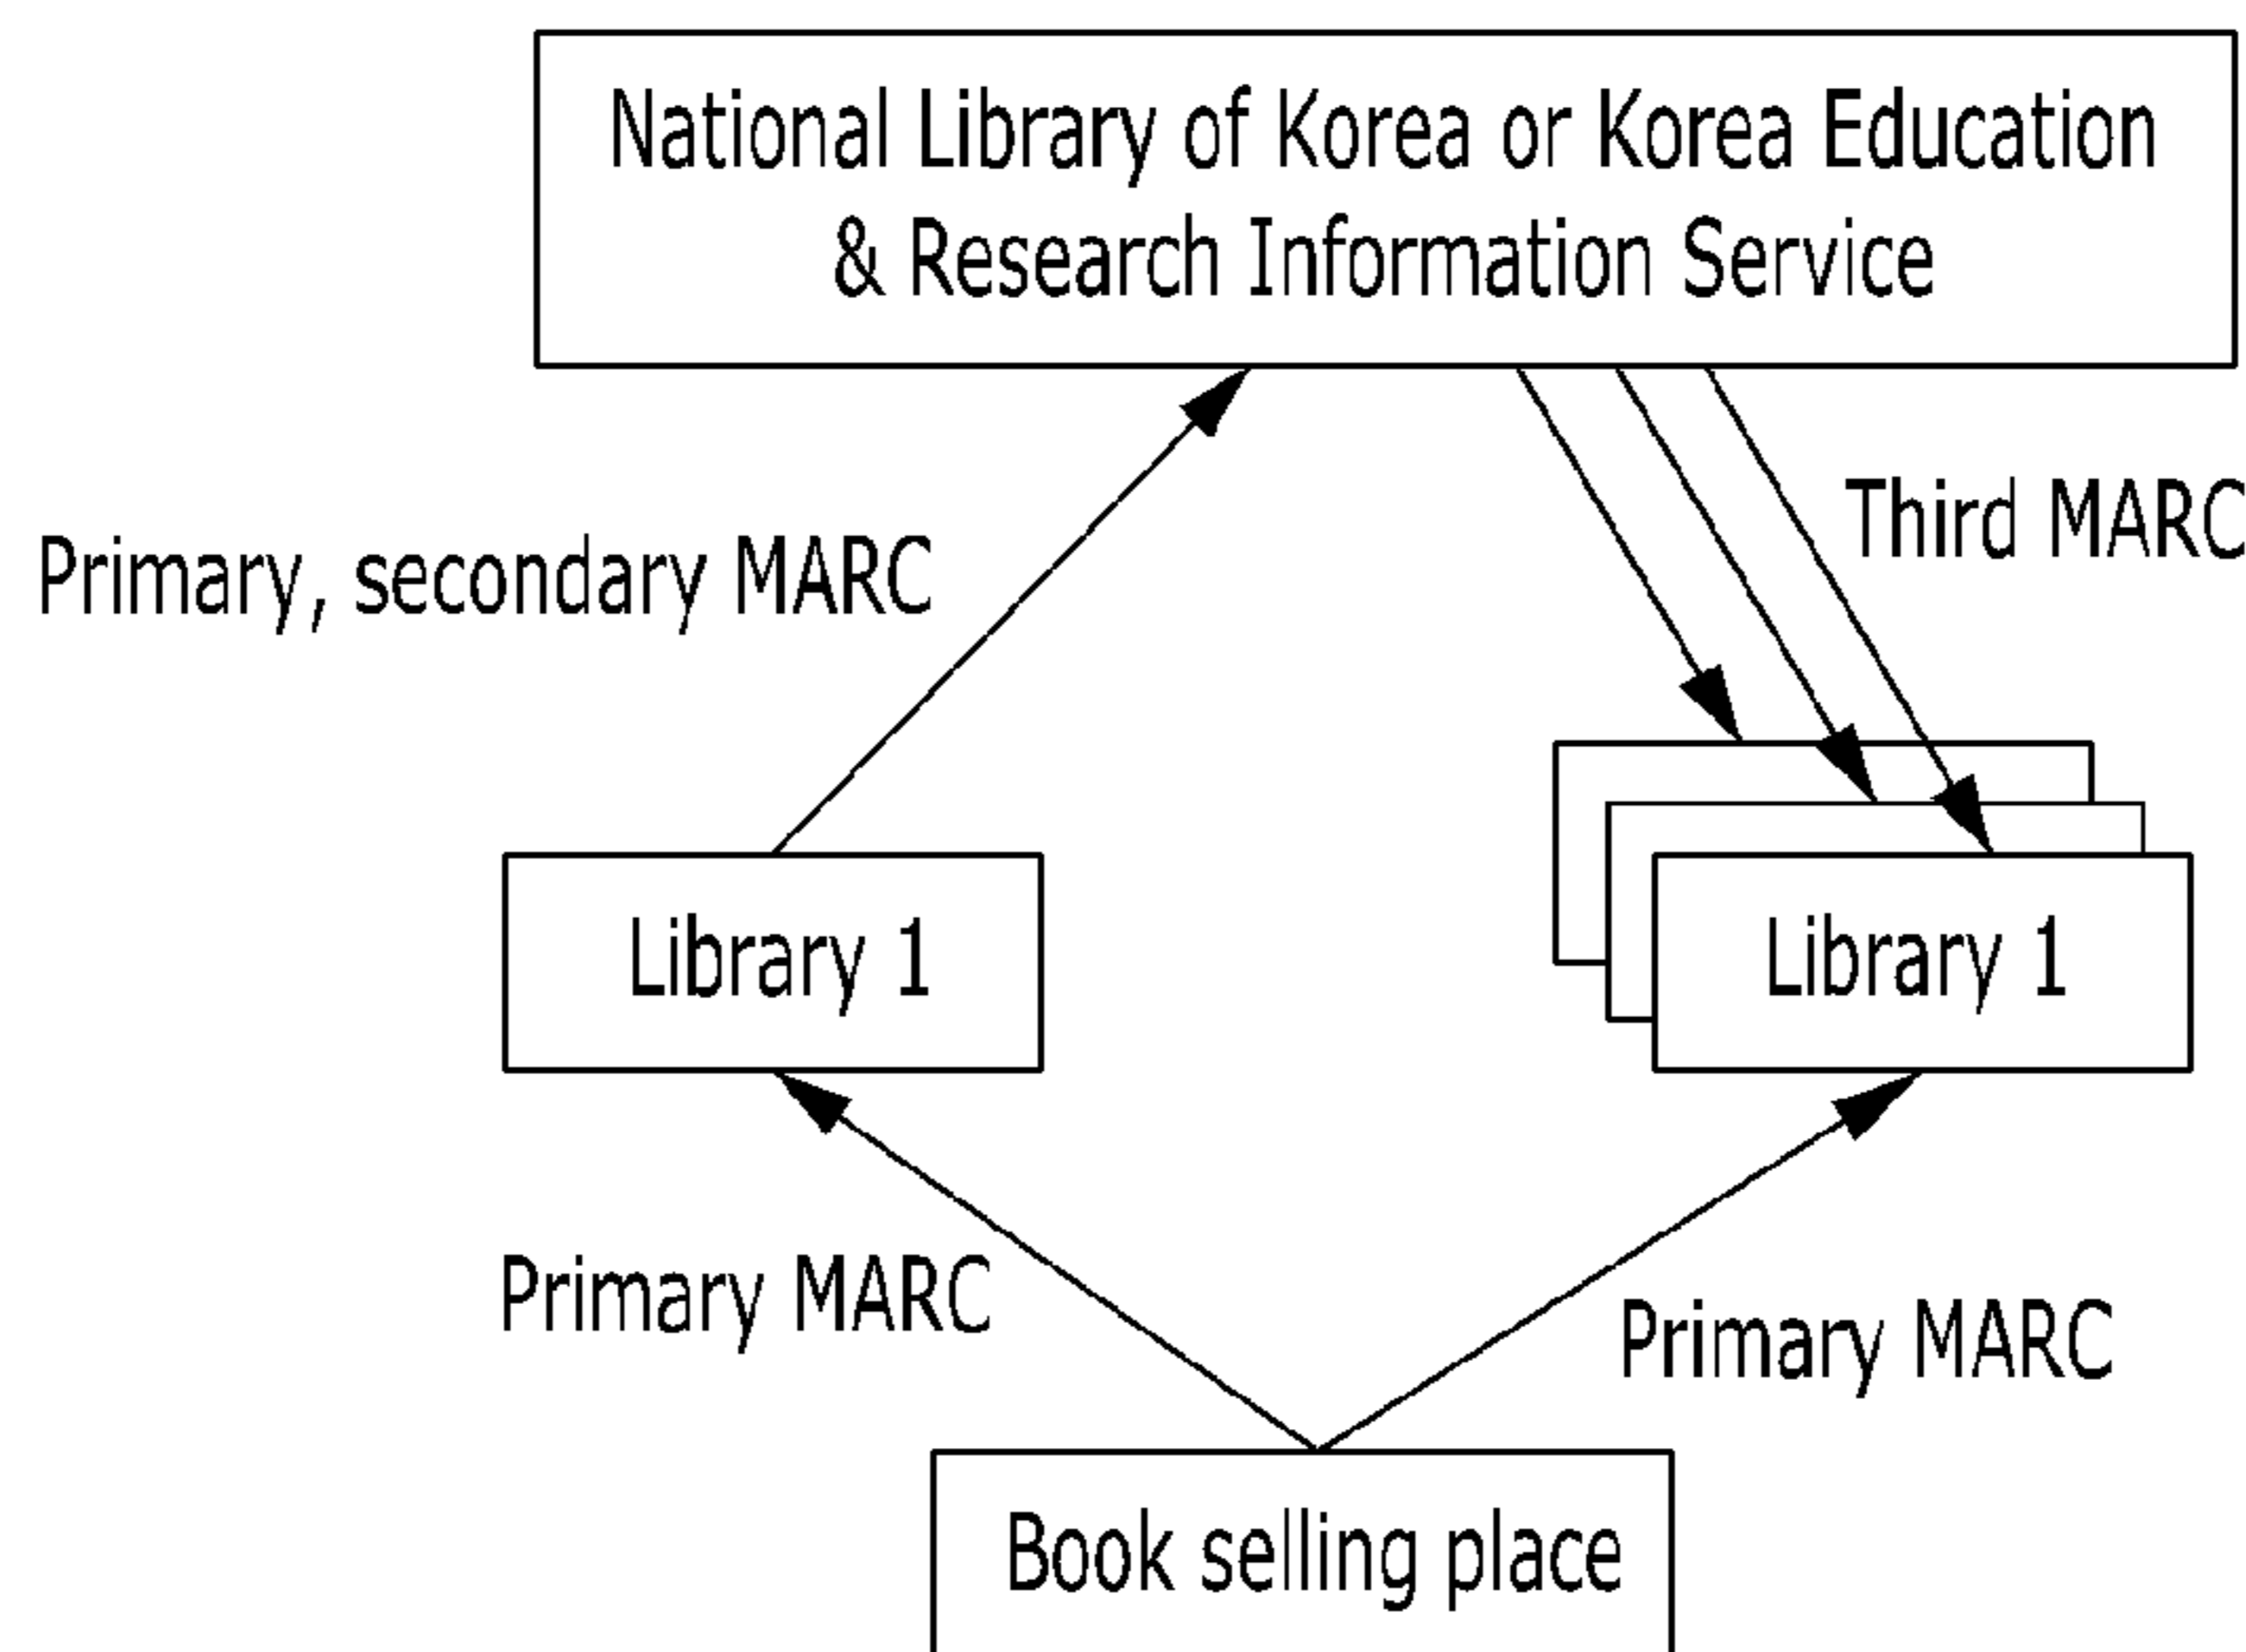 National Library of Korea or Korea Education
& Research Information Service
Third MARC
Primary, secondary MARC
Library 1
Library 1
Primary MARC
Primary MARC
Book selling place